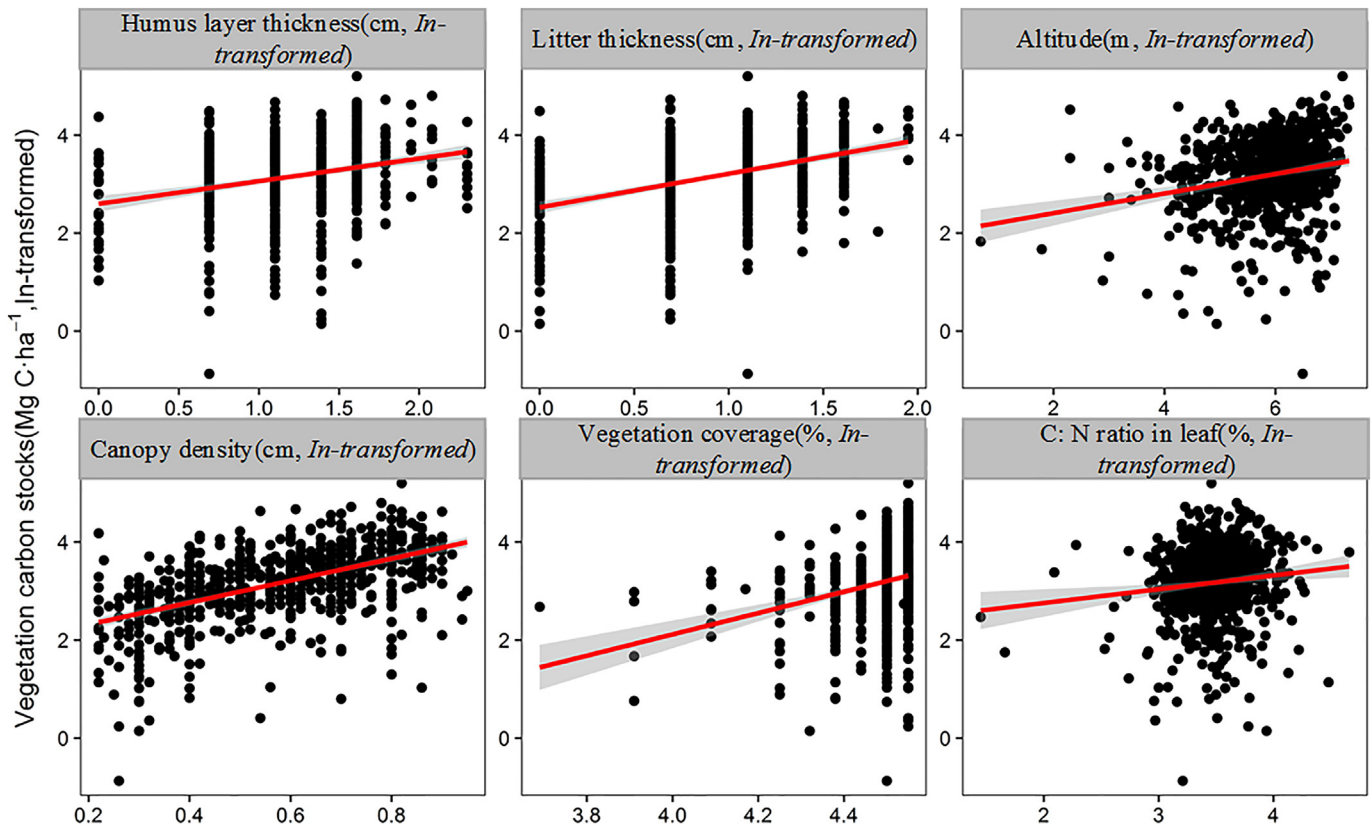 Humus layer thickness(cm, In-
transformed)
Litter thickness(cm, In-transformed)
Altitude(m, In-transformed)
Vegetation carbon stocks(Mg C·ha⁻¹,In-transformed)
4
2
0
0.0 0.5 1.0 1.5 2.0
0.0 0.5 1.0 1.5 2.0
2 4 6
Canopy density(cm, In-transformed)
Vegetation coverage(%, In-
transformed)
C: N ratio in leaf(%, In-
transformed)
4
2
0
0.2 0.4 0.6 0.8
3.8 4.0 4.2 4.4
2 3 4